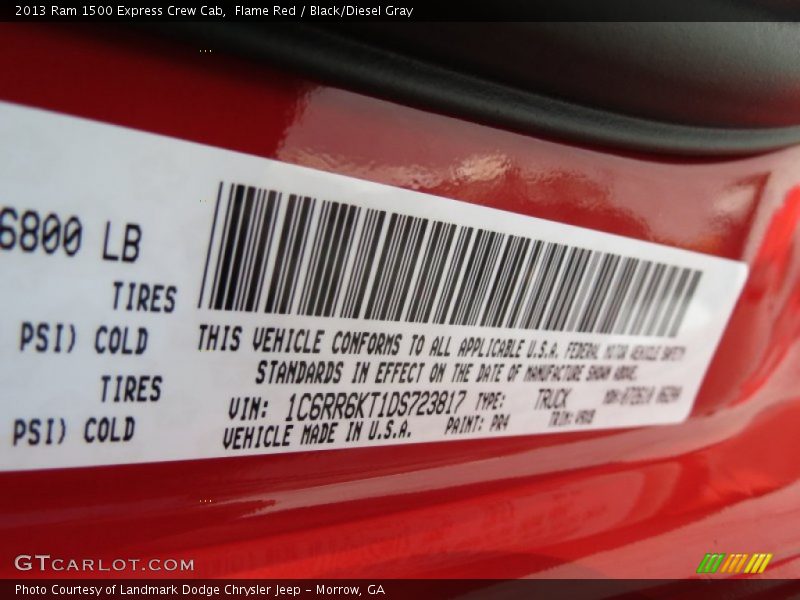 2013 Ram 1500 Express Crew Cab,  Flame Red / Black/Diesel Gray
6800 LB
TIRES
PSI) COLD
TIRES
PSI) COLD
THIS VEHICLE CONFORMS TO ALL APPLICABLE U.S.A. FEDERAL MOTOR VEHICLE SAFETY
STANDARDS IN EFFECT ON THE DATE OF MANUFACTURE SHOWN ABOVE.
VIN: 1C6RR6KT1DS723817 TYPE: TRUCK
VEHICLE MADE IN U.S.A. PAINT: PR4 TRIM:
GTCARLOT.COM
Photo Courtesy of Landmark Dodge Chrysler Jeep - Morrow, GA